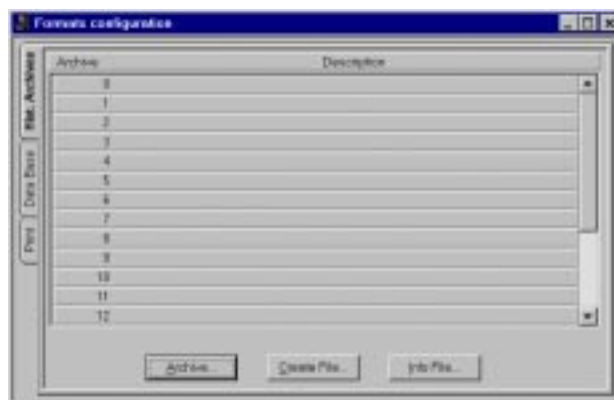 Formats configuration
Hist. Archives
Data Base
Print
Archive Description
0
1
2
3
4
5
6
7
8
9
10
11
12
Archive... Create File... Info File...